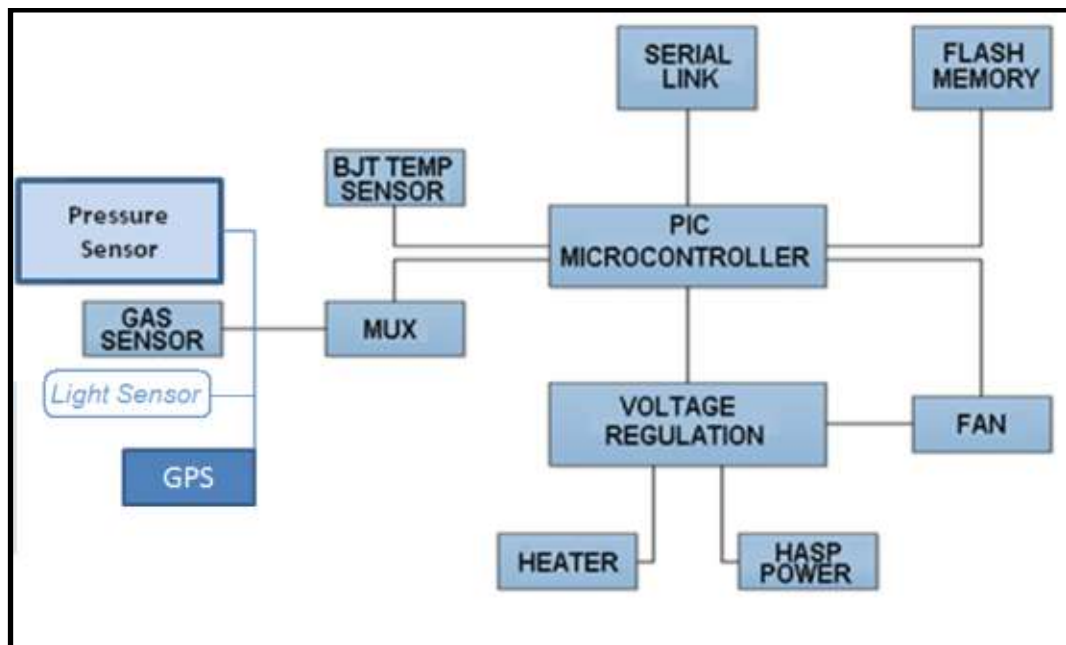 SERIAL
LINK
FLASH
MEMORY
BJT TEMP
SENSOR
Pressure
Sensor
PIC
MICROCONTROLLER
GAS
SENSOR
MUX
Light Sensor
VOLTAGE
REGULATION
FAN
GPS
HEATER
HASP
POWER